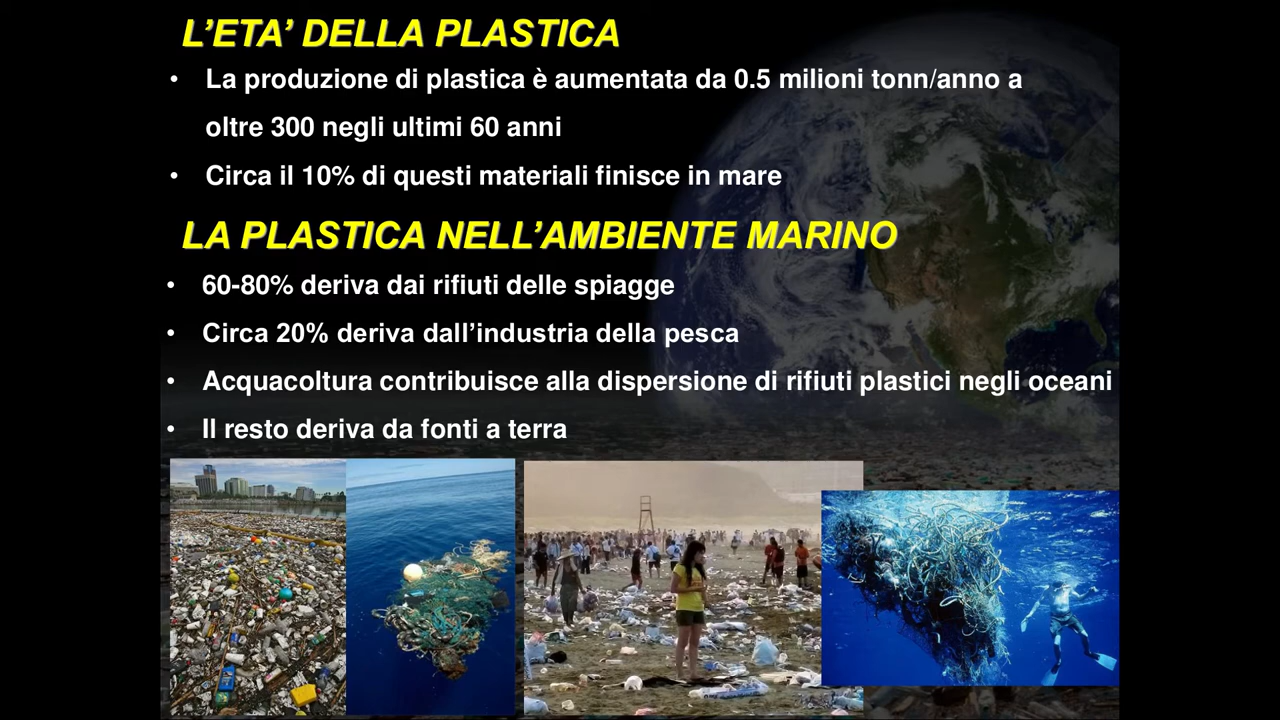 L’ETA’ DELLA PLASTICA
• La produzione di plastica è aumentata da 0.5 milioni tonn/anno a
oltre 300 negli ultimi 60 anni
• Circa il 10% di questi materiali finisce in mare
LA PLASTICA NELL’AMBIENTE MARINO
• 60-80% deriva dai rifiuti delle spiagge
• Circa 20% deriva dall’industria della pesca
• Acquacoltura contribuisce alla dispersione di rifiuti plastici negli oceani
• Il resto deriva da fonti a terra